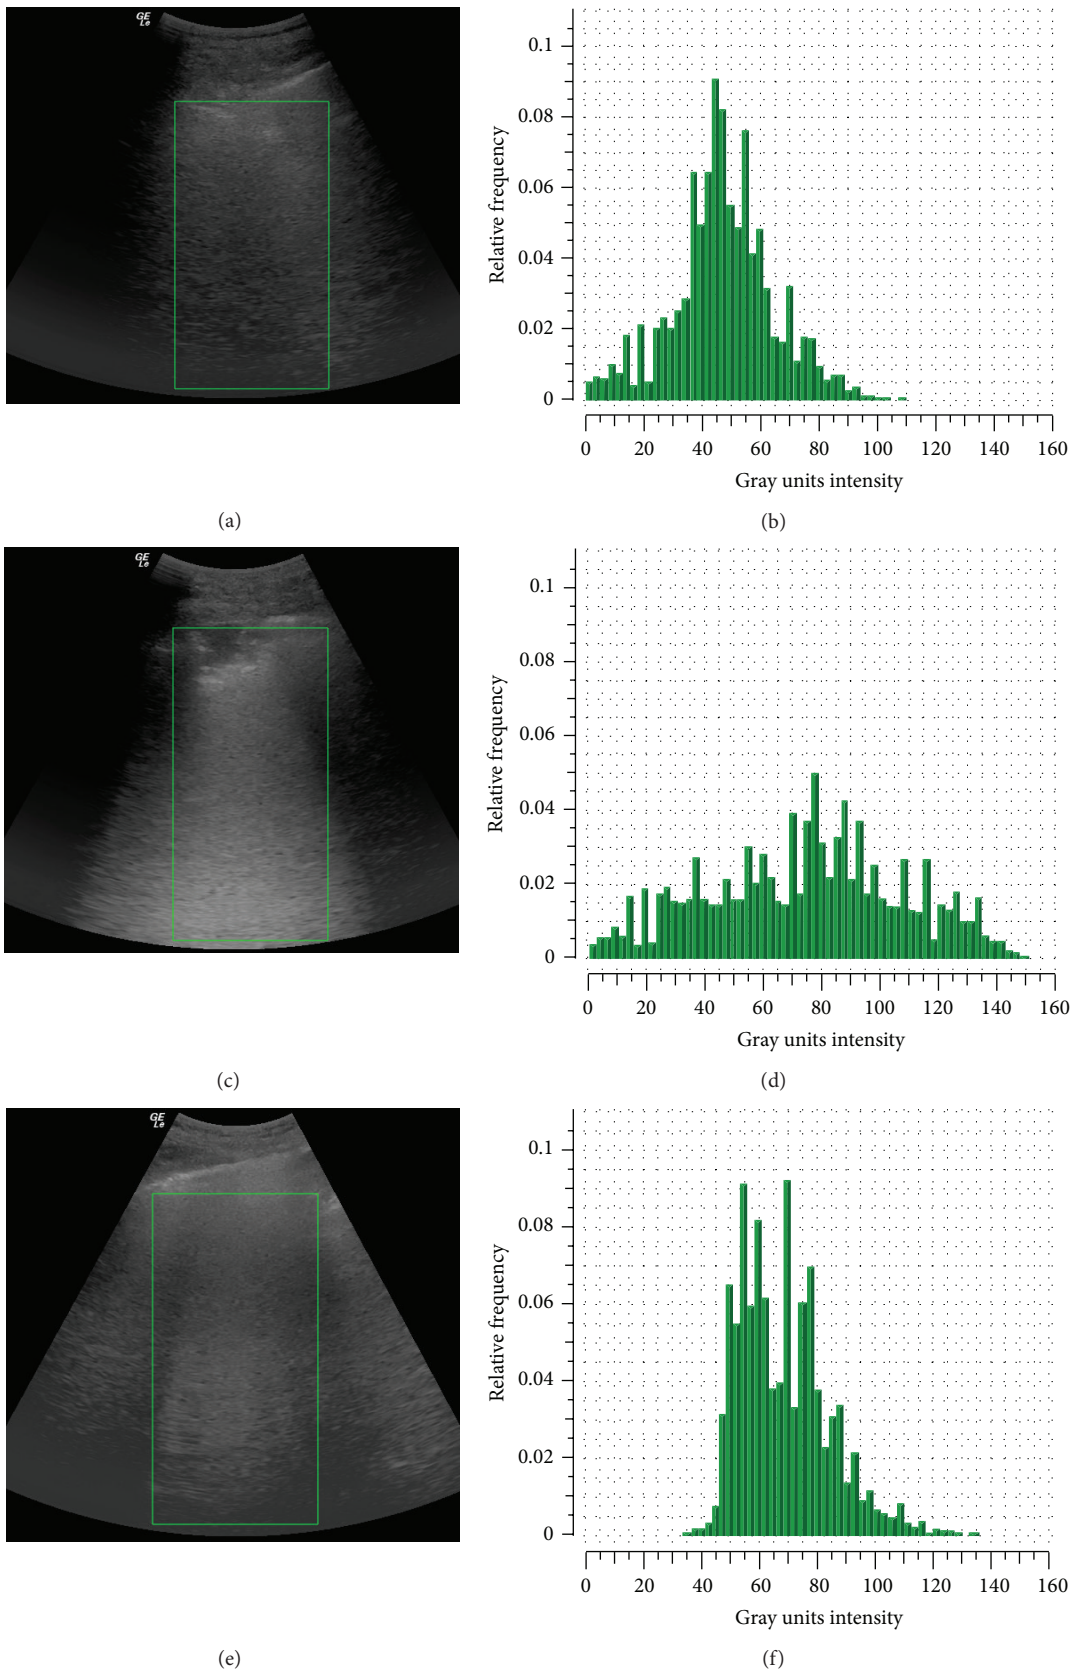 GE
Le
0.1
0.08
0.06
0.04
0.02
0
Relative frequency
0 20 40 60 80 100 120 140 160
Gray units intensity
(a)
(b)
GE
Le
0.1
0.08
0.06
0.04
0.02
0
Relative frequency
0 20 40 60 80 100 120 140 160
Gray units intensity
(c)
(d)
GE
Le
0.1
0.08
0.06
0.04
0.02
0
Relative frequency
0 20 40 60 80 100 120 140 160
Gray units intensity
(e)
(f)